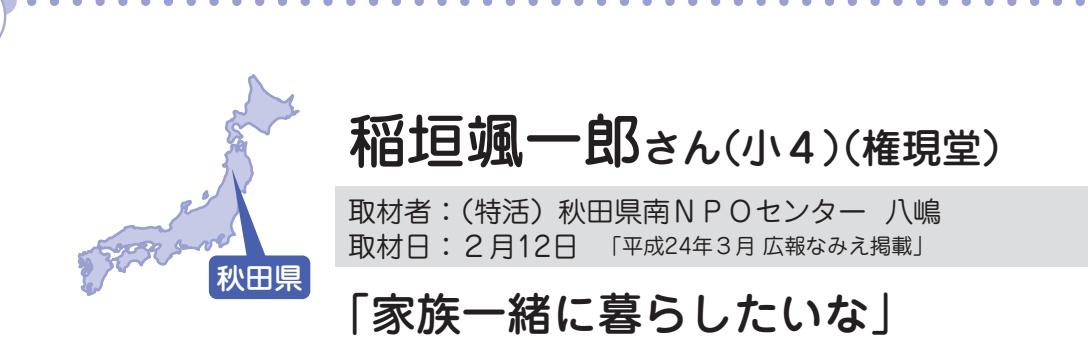 稲垣颯一郎さん(小4)(権現堂)
取材者：（特活）秋田県南ＮＰＯセンター 八嶋
取材日：２月12日 「平成24年３月 広報なみえ掲載」
秋田県
「家族一緒に暮らしたいな」